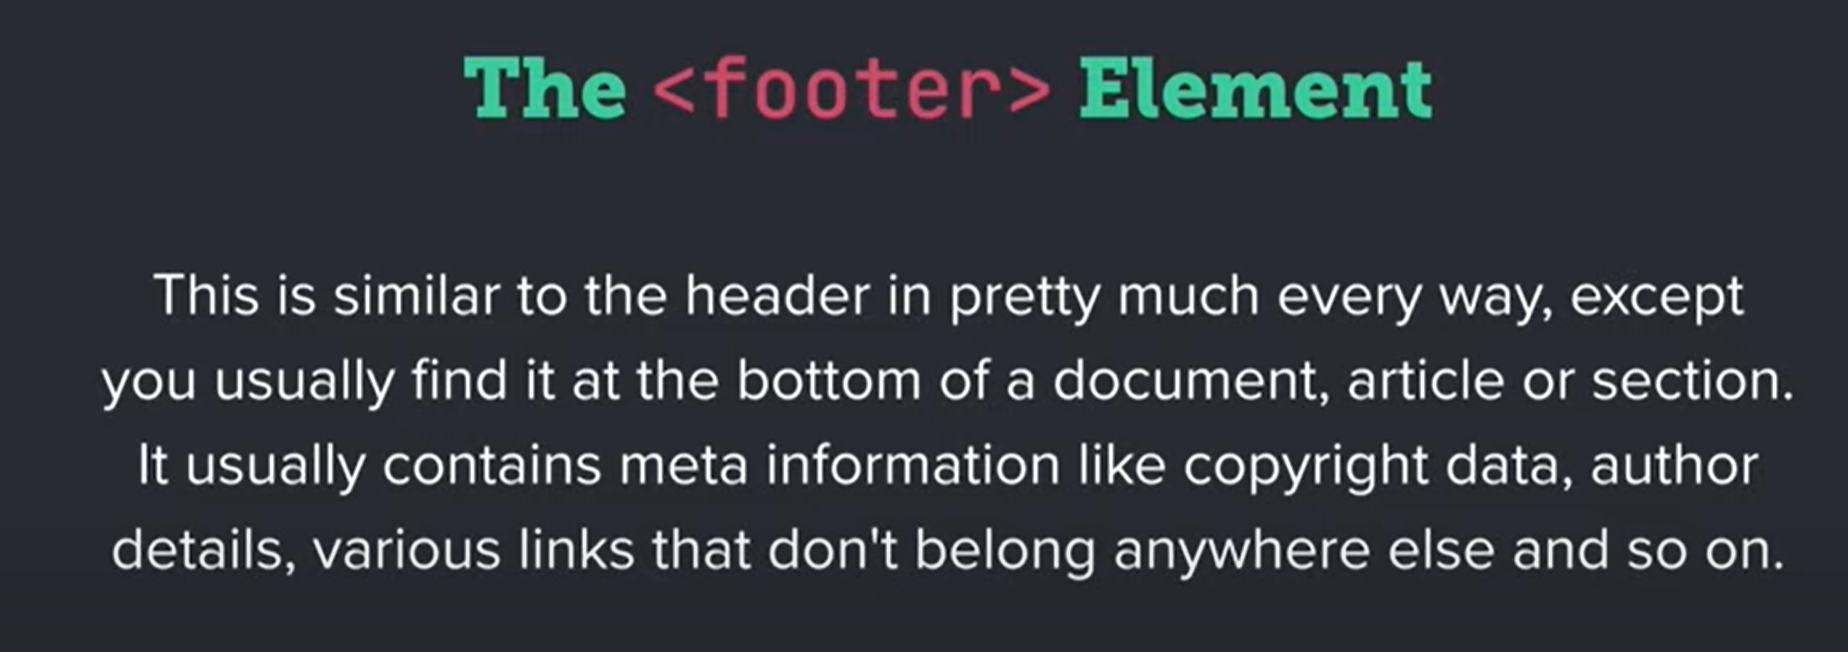 The <footer> Element
This is similar to the header in pretty much every way, except
you usually find it at the bottom of a document, article or section.
It usually contains meta information like copyright data, author
details, various links that don't belong anywhere else and so on.